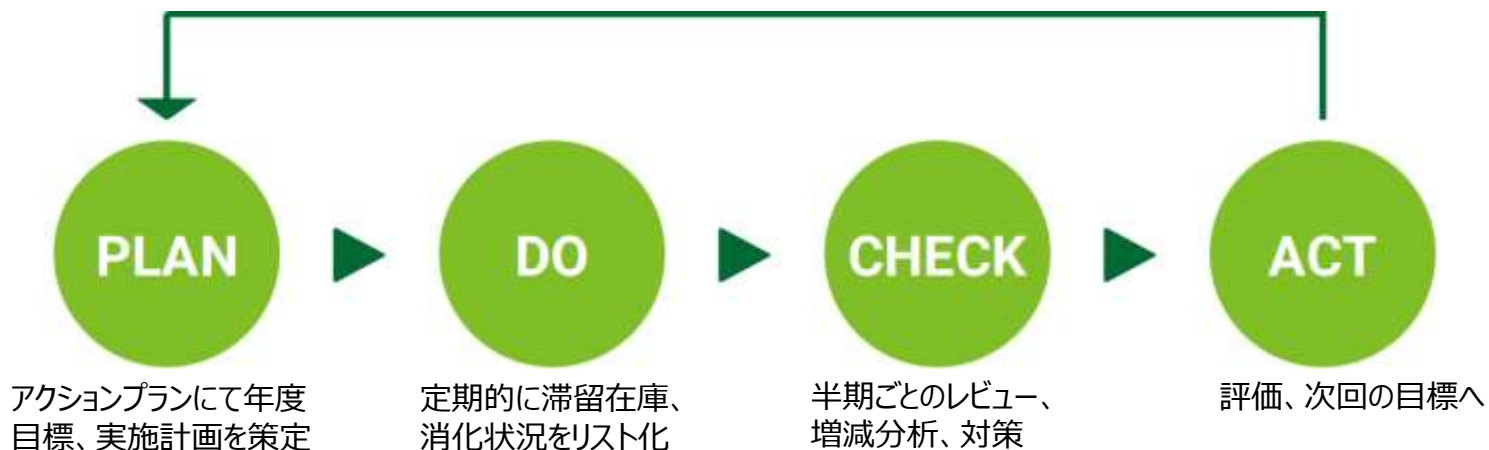 PLAN
DO
CHECK
ACT
アクションプランにて年度
目標、実施計画を策定
定期的に滞留在庫、
消化状況をリスト化
半期ごとのレビュー、
増減分析、対策
評価、次回の目標へ